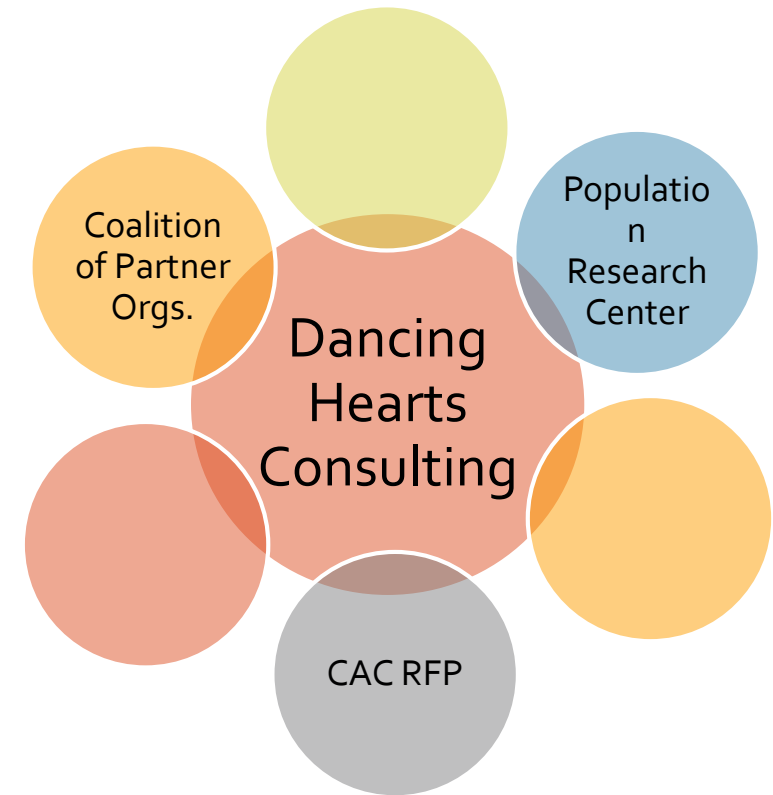 Coalition
of Partner
Orgs.
Populatio
n
Research
Center
Dancing
Hearts
Consulting
CAC RFP